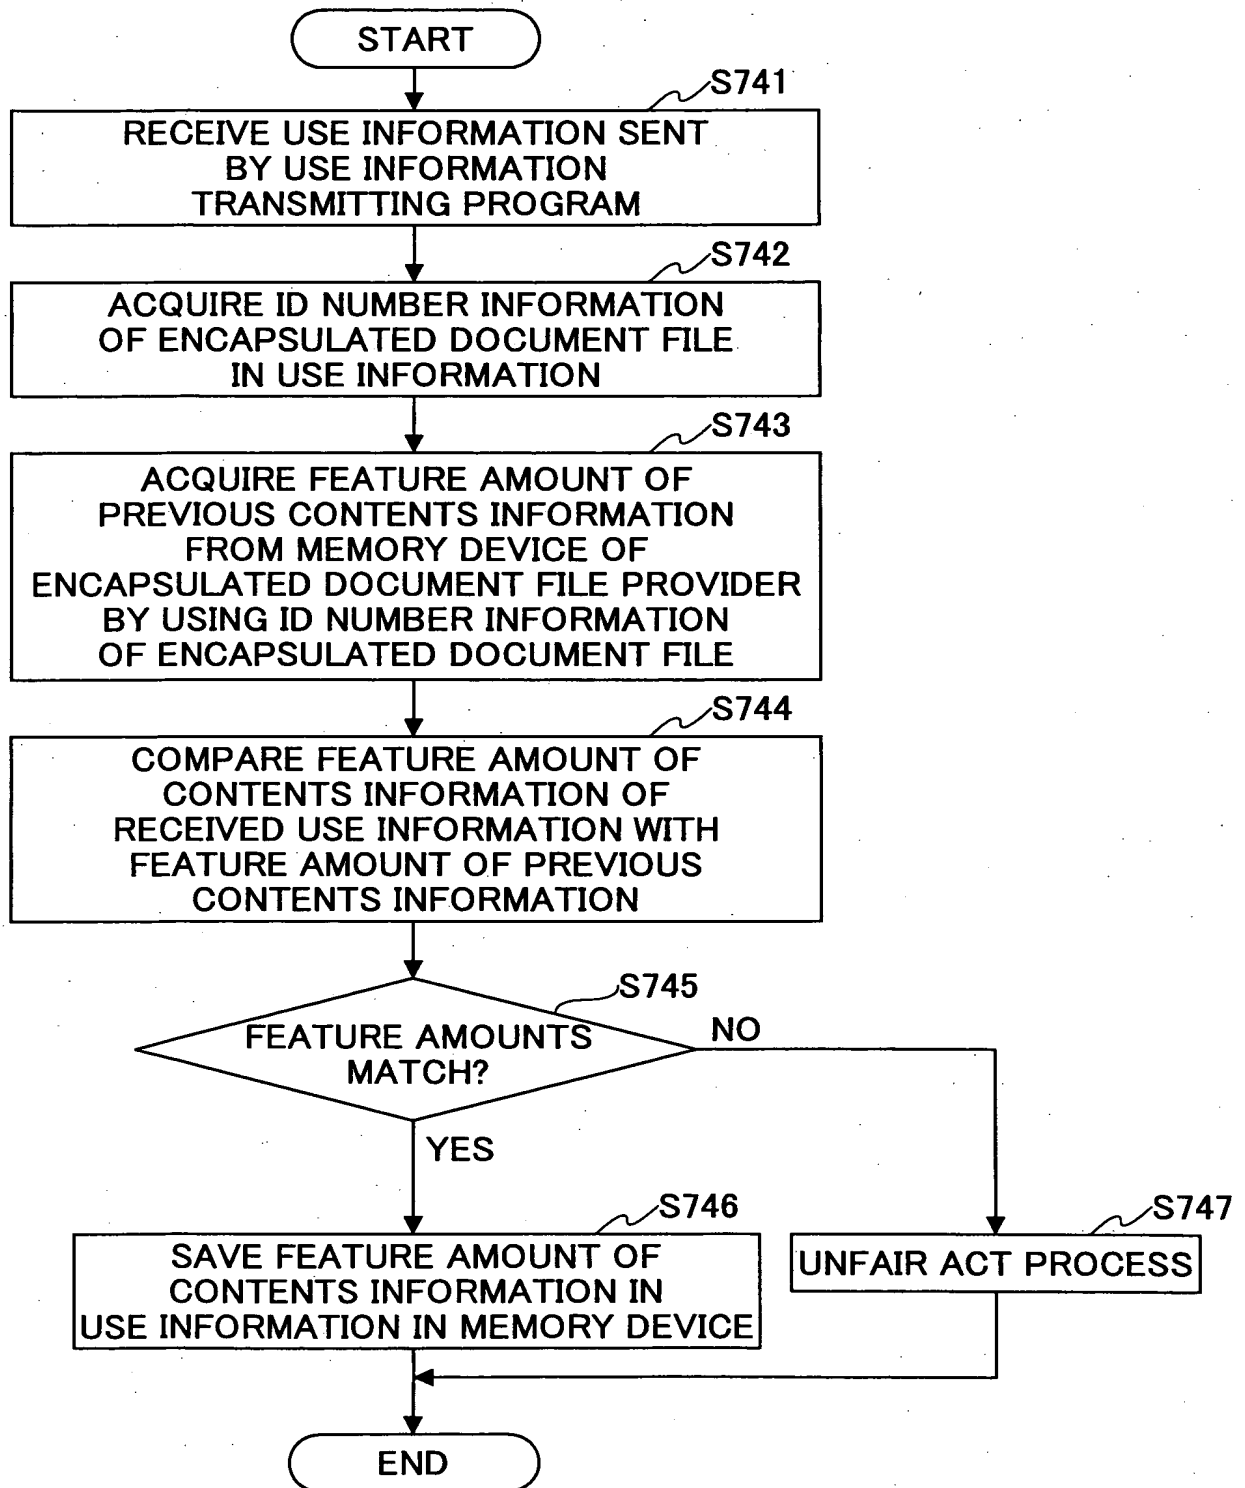 START
S741
RECEIVE USE INFORMATION SENT
BY USE INFORMATION
TRANSMITTING PROGRAM
S742
ACQUIRE ID NUMBER INFORMATION
OF ENCAPSULATED DOCUMENT FILE
IN USE INFORMATION
S743
ACQUIRE FEATURE AMOUNT OF
PREVIOUS CONTENTS INFORMATION
FROM MEMORY DEVICE OF
ENCAPSULATED DOCUMENT FILE PROVIDER
BY USING ID NUMBER INFORMATION
OF ENCAPSULATED DOCUMENT FILE
S744
COMPARE FEATURE AMOUNT OF
CONTENTS INFORMATION OF
RECEIVED USE INFORMATION WITH
FEATURE AMOUNT OF PREVIOUS
CONTENTS INFORMATION
S745
FEATURE AMOUNTS
MATCH?
NO
YES
S746
SAVE FEATURE AMOUNT OF
CONTENTS INFORMATION IN
USE INFORMATION IN MEMORY DEVICE
S747
UNFAIR ACT PROCESS
END